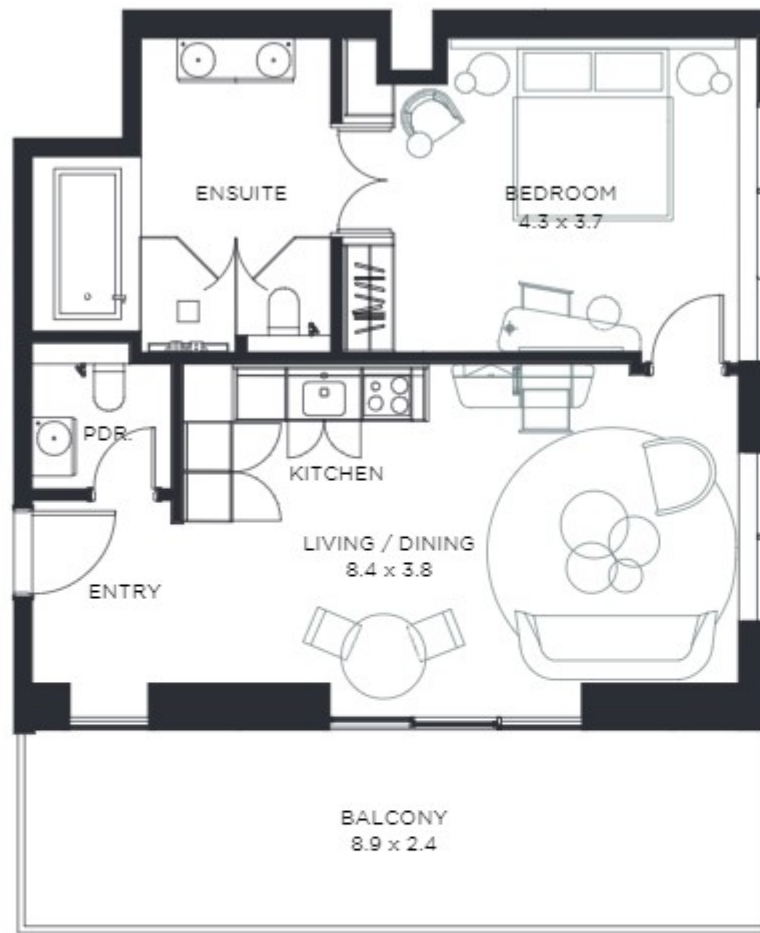 ENSUITE
BEDROOM
4.3 x 3.7
PDR.
KITCHEN
LIVING / DINING
8.4 x 3.8
ENTRY
BALCONY
8.9 x 2.4